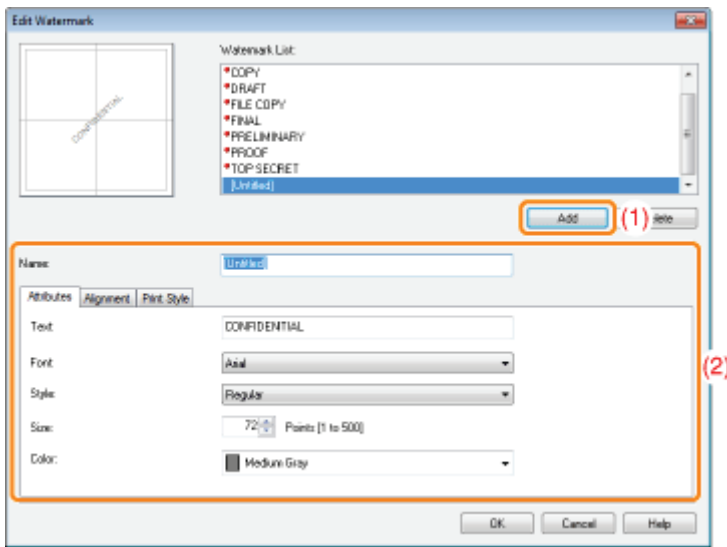 Edit Watermark
Watermark List:
CONFIDENTIAL
*COPY
*DRAFT
*FILE COPY
*FINAL
*PRELIMINARY
*PROOF
*TOP SECRET
[Untitled]
Add (1)
Name:
[Untitled]
Attributes Alignment Print Style
Text:
CONFIDENTIAL
Font:
Arial
(2)
Style:
Regular
Size:
72 Points [1 to 500]
Color:
Medium Gray
OK Cancel Help